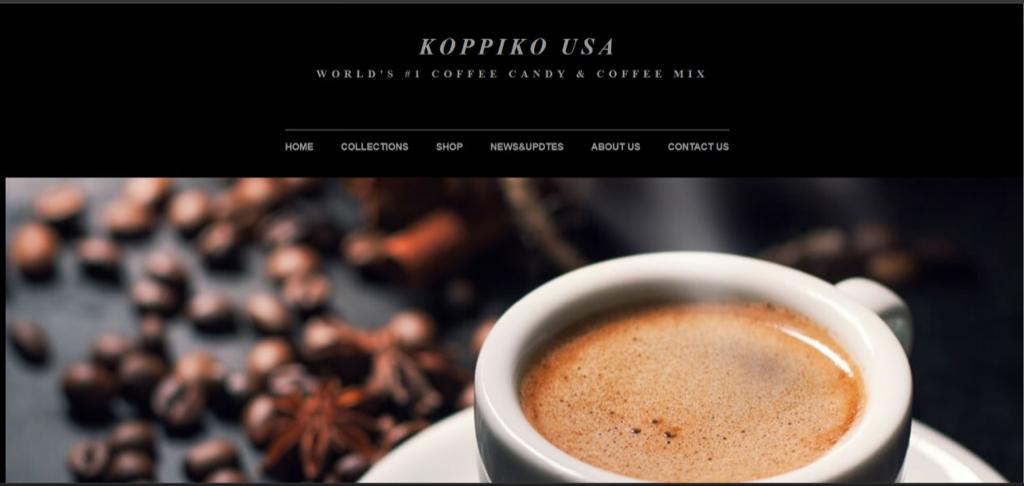 KOPPIKO USA
WORLD'S #1 COFFEE CANDY & COFFEE MIX
HOME COLLECTIONS SHOP NEWS&UPDTES ABOUT US CONTACT US